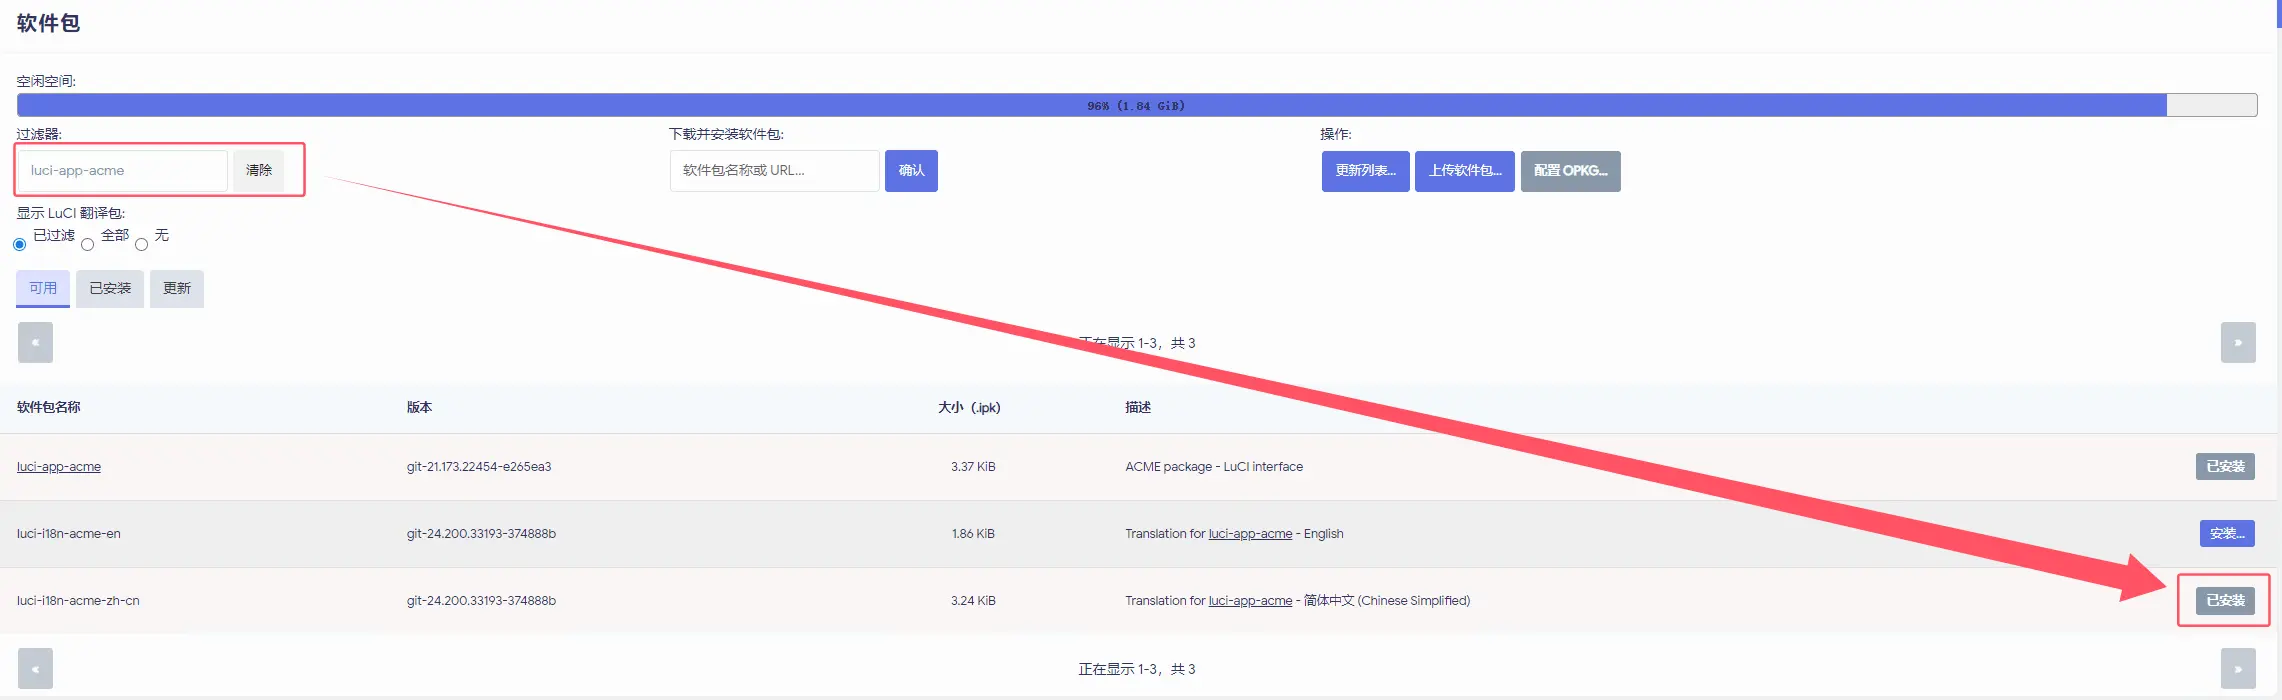 软件包
空闲空间:
96% (1.84 GiB)
过滤器:
下载并安装软件包:
操作:
luci-app-acme
清除
软件包名称或 URL...
确认
更新列表...
上传软件包...
配置 OPKG...
显示 LuCI 翻译包:
已过滤
全部
无
可用
已安装
更新
«
正在显示 1-3，共 3
»
软件包名称
版本
大小（.ipk）
描述
luci-app-acme
git-21.173.22454-e265ea3
3.37 KiB
ACME package - LuCI interface
已安装
luci-i18n-acme-en
git-24.200.33193-374888b
1.86 KiB
Translation for luci-app-acme - English
安装...
luci-i18n-acme-zh-cn
git-24.200.33193-374888b
3.24 KiB
Translation for luci-app-acme - 简体中文 (Chinese Simplified)
已安装
«
正在显示 1-3，共 3
»